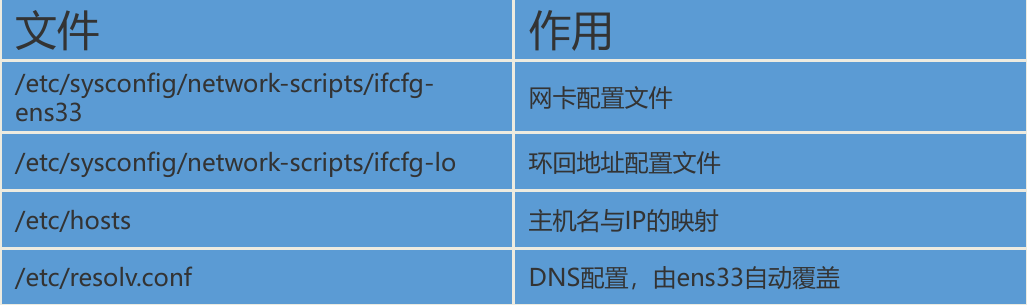 文件
作用
/etc/sysconfig/network-scripts/ifcfg-
ens33
网卡配置文件
/etc/sysconfig/network-scripts/ifcfg-lo
环回地址配置文件
/etc/hosts
主机名与IP的映射
/etc/resolv.conf
DNS配置，由ens33自动覆盖